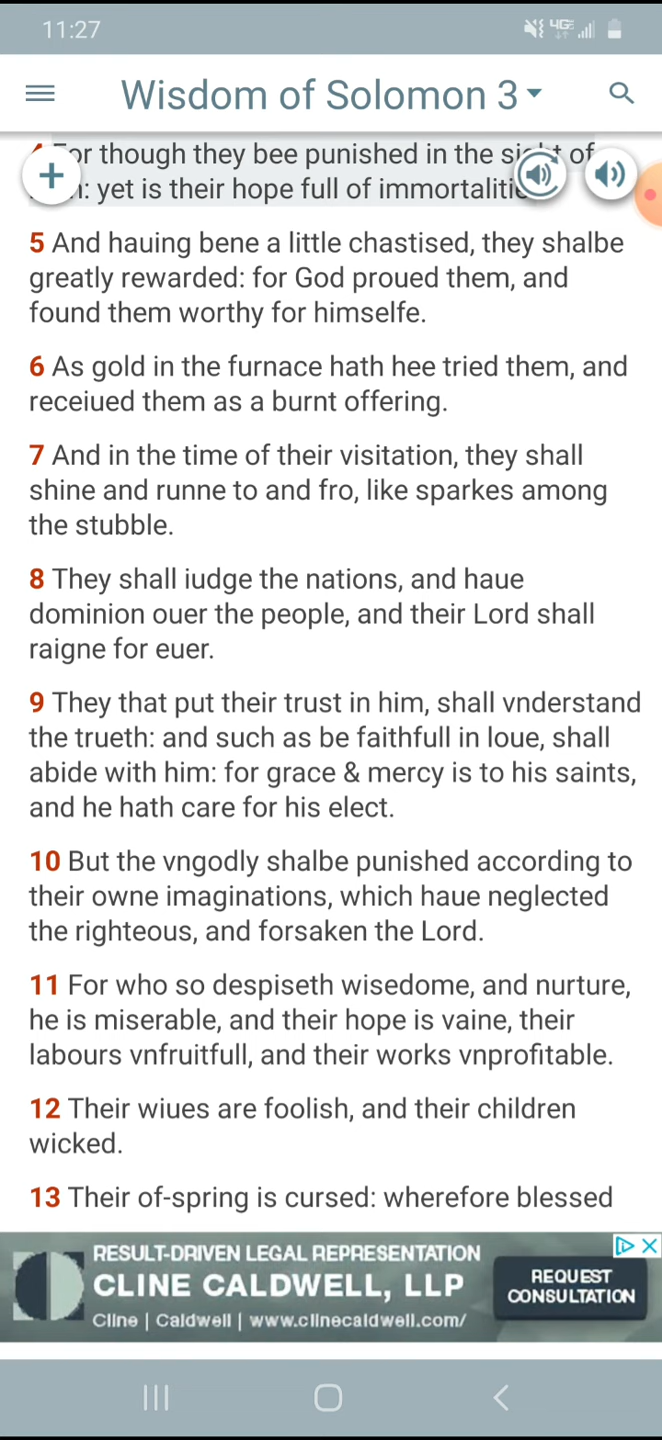 11:27
4G
Wisdom of Solomon 3
For though they bee punished in the sight of
: yet is their hope full of immortalitie
5 And hauing bene a little chastised, they shalbe
greatly rewarded: for God proued them, and
found them worthy for himselfe.
6 As gold in the furnace hath hee tried them, and
receiued them as a burnt offering.
7 And in the time of their visitation, they shall
shine and runne to and fro, like sparkes among
the stubble.
8 They shall iudge the nations, and haue
dominion ouer the people, and their Lord shall
raigne for euer.
9 They that put their trust in him, shall vnderstand
the trueth: and such as be faithfull in loue, shall
abide with him: for grace & mercy is to his saints,
and he hath care for his elect.
10 But the vngodly shalbe punished according to
their owne imaginations, which haue neglected
the righteous, and forsaken the Lord.
11 For who so despiseth wisedome, and nurture,
he is miserable, and their hope is vaine, their
labours vnfruitfull, and their works vnprofitable.
12 Their wiues are foolish, and their children
wicked.
13 Their of-spring is cursed: wherefore blessed
RESULT-DRIVEN LEGAL REPRESENTATION
CLINE CALDWELL, LLP
Cline | Caldwell | www.clinecaldwell.com/
REQUEST
CONSULTATION